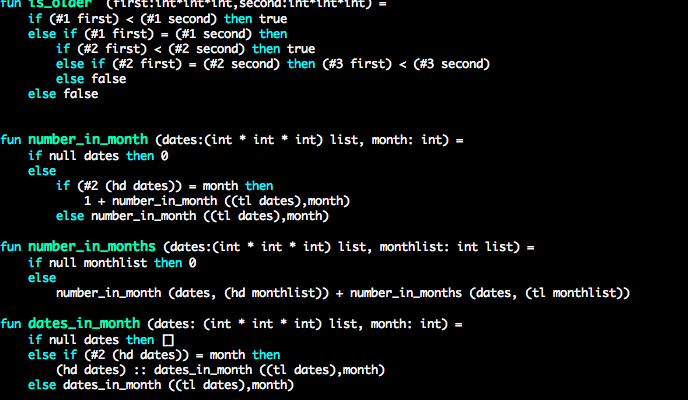 fun is_older (first:int*int*int,second:int*int*int) =
    if (#1 first) < (#1 second) then true
    else if (#1 first) = (#1 second) then
        if (#2 first) < (#2 second) then true
        else if (#2 first) = (#2 second) then (#3 first) < (#3 second)
        else false
    else false
fun number_in_month (dates:(int * int * int) list, month: int) =
    if null dates then 0
    else
        if (#2 (hd dates)) = month then
            1 + number_in_month ((tl dates),month)
        else number_in_month ((tl dates),month)
fun number_in_months (dates:(int * int * int) list, monthlist: int list) =
    if null monthlist then 0
    else
        number_in_month (dates, (hd monthlist)) + number_in_months (dates, (tl monthlist))
fun dates_in_month (dates: (int * int * int) list, month: int) =
    if null dates then []
    else if (#2 (hd dates)) = month then
        (hd dates) :: dates_in_month ((tl dates),month)
    else dates_in_month ((tl dates),month)